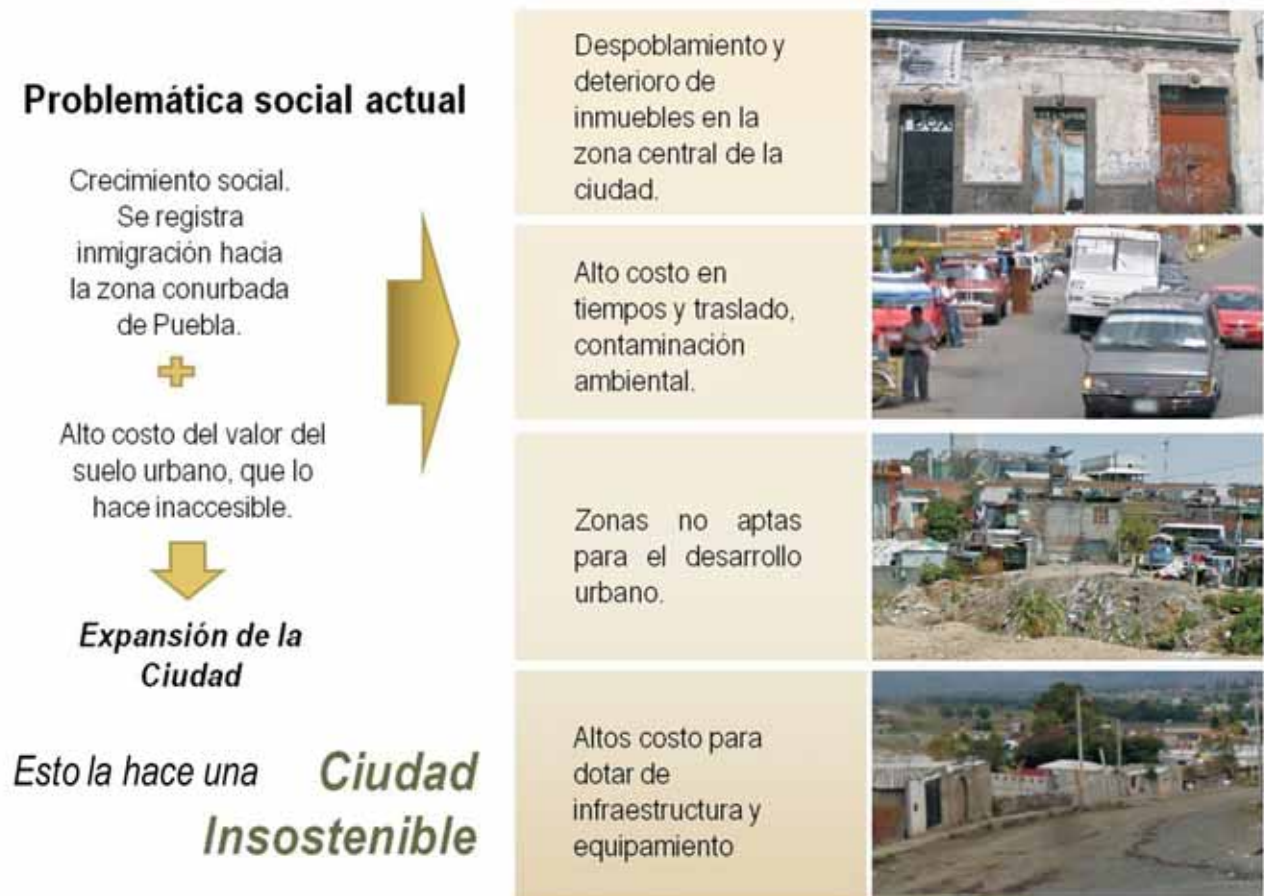 Problemática social actual
Crecimiento social.
Se registra
inmigración hacia
la zona conurbada
de Puebla.
Alto costo del valor del
suelo urbano, que lo
hace inaccesible.
Expansión de la
Ciudad
Esto la hace una Ciudad
Insostenible
Despoblamiento y
deterioro de
inmuebles en la
zona central de la
ciudad.
Alto costo en
tiempos y traslado,
contaminación
ambiental.
Zonas no aptas
para el desarrollo
urbano.
Altos costo para
dotar de
infraestructura y
equipamiento